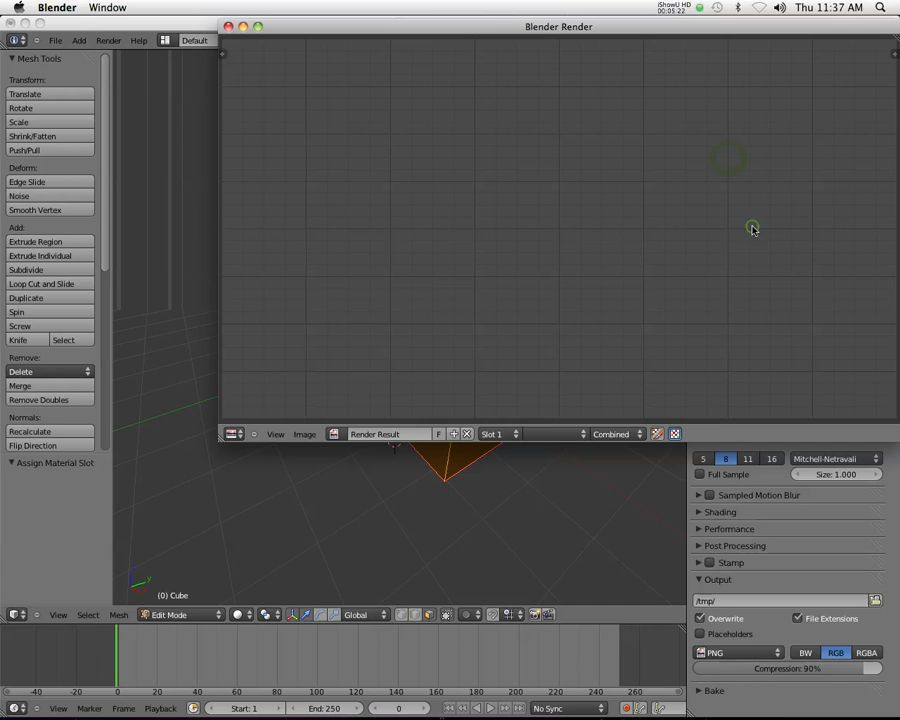 Blender Window
iShowU HD
00:05:22
Thu 11:37 AM
Blender Render
File Add Render Help Default
Mesh Tools
Transform:
Translate
Rotate
Scale
Shrink/Fatten
Push/Pull
Deform:
Edge Slide
Noise
Smooth Vertex
Add:
Extrude Region
Extrude Individual
Subdivide
Loop Cut and Slide
Duplicate
Spin
Screw
Knife Select
Remove:
Delete
Merge
Remove Doubles
Normals:
Recalculate
Flip Direction
Assign Material Slot
View Image Render Result F Slot 1 Combined
5 8 11 16 Mitchell-Netravali
Full Sample Size: 1.000
Sampled Motion Blur
Shading
Performance
Post Processing
Stamp
Output
/tmp/
Overwrite File Extensions
Placeholders
PNG BW RGB RGBA
Compression: 90%
Bake
(0) Cube
View Select Mesh Edit Mode Global
-40 -20 0 20 40 60 80 100 120 140 160 180 200 220 240 260
View Marker Frame Playback Start: 1 End: 250 0 No Sync